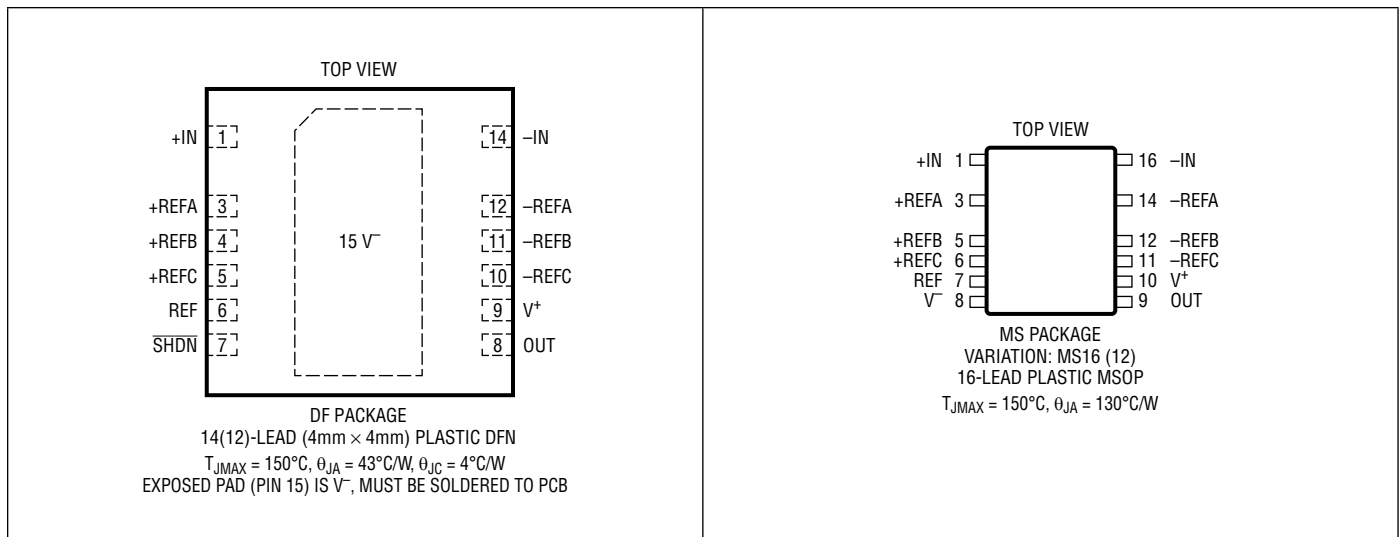 TOP VIEW
+IN 1 14 –IN
+REFA 3 12 –REFA
+REFB 4 15 V– 11 –REFB
+REFC 5 10 –REFC
REF 6 9 V+
SHDN 7 8 OUT
DF PACKAGE
14(12)-LEAD (4mm × 4mm) PLASTIC DFN
TJMAX = 150°C, θJA = 43°C/W, θJC = 4°C/W
EXPOSED PAD (PIN 15) IS V–, MUST BE SOLDERED TO PCB
TOP VIEW
+IN 1 16 –IN
+REFA 3 14 –REFA
+REFB 5 12 –REFB
+REFC 6 11 –REFC
REF 7 10 V+
V– 8 9 OUT
MS PACKAGE
VARIATION: MS16 (12)
16-LEAD PLASTIC MSOP
TJMAX = 150°C, θJA = 130°C/W